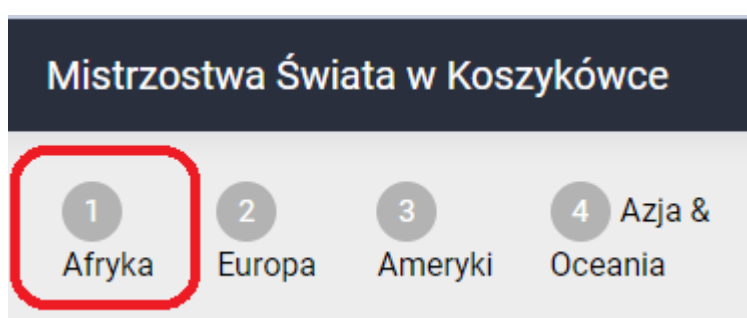 Mistrzostwa Świata w Koszykówce
1 2 3 4 Azja &
Afryka Europa Ameryki Oceania